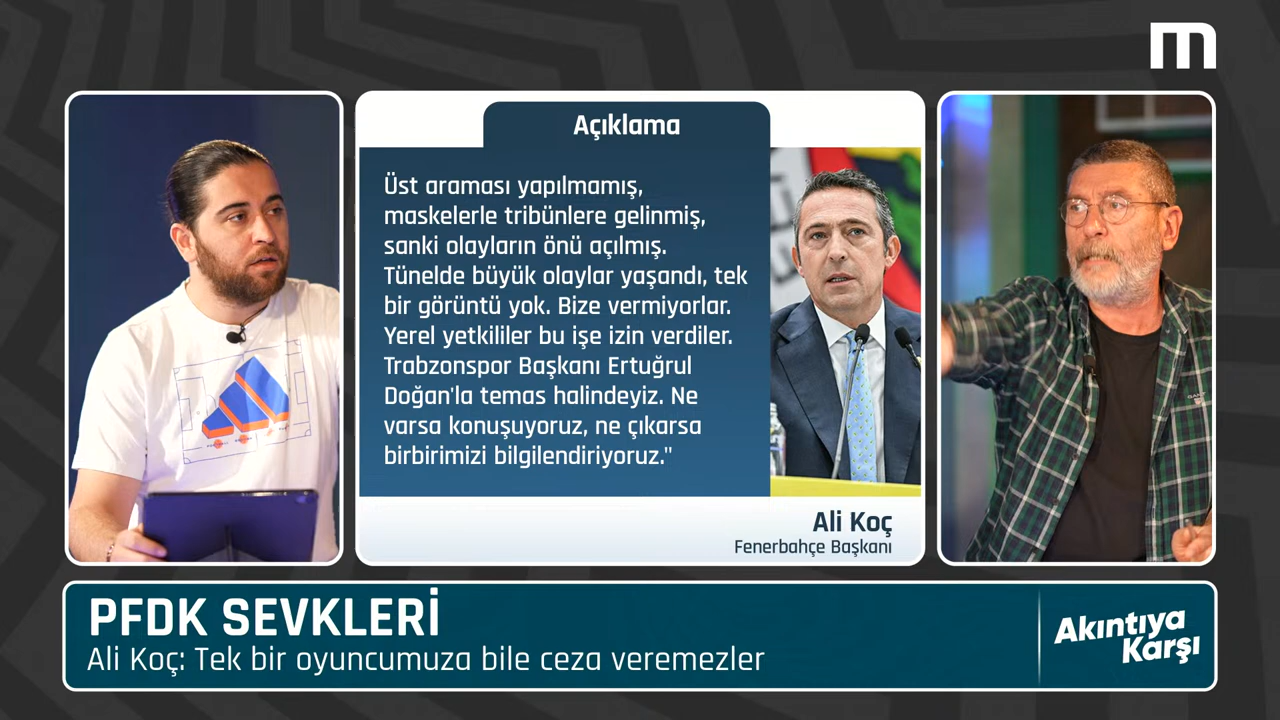 m
Açıklama
Üst araması yapılmamış,
maskelerle tribünlere gelinmiş,
sanki olayların önü açılmış.
Tünelde büyük olaylar yaşandı, tek
bir görüntü yok. Bize vermiyorlar.
Yerel yetkililer bu işe izin verdiler.
Trabzonspor Başkanı Ertuğrul
Doğan'la temas halindeyiz. Ne
varsa konuşuyoruz, ne çıkarsa
birbirimizi bilgilendiriyoruz."
Ali Koç
Fenerbahçe Başkanı
PFDK SEVKLERİ
Ali Koç: Tek bir oyuncumuza bile ceza veremezler
Akıntıya
Karşı